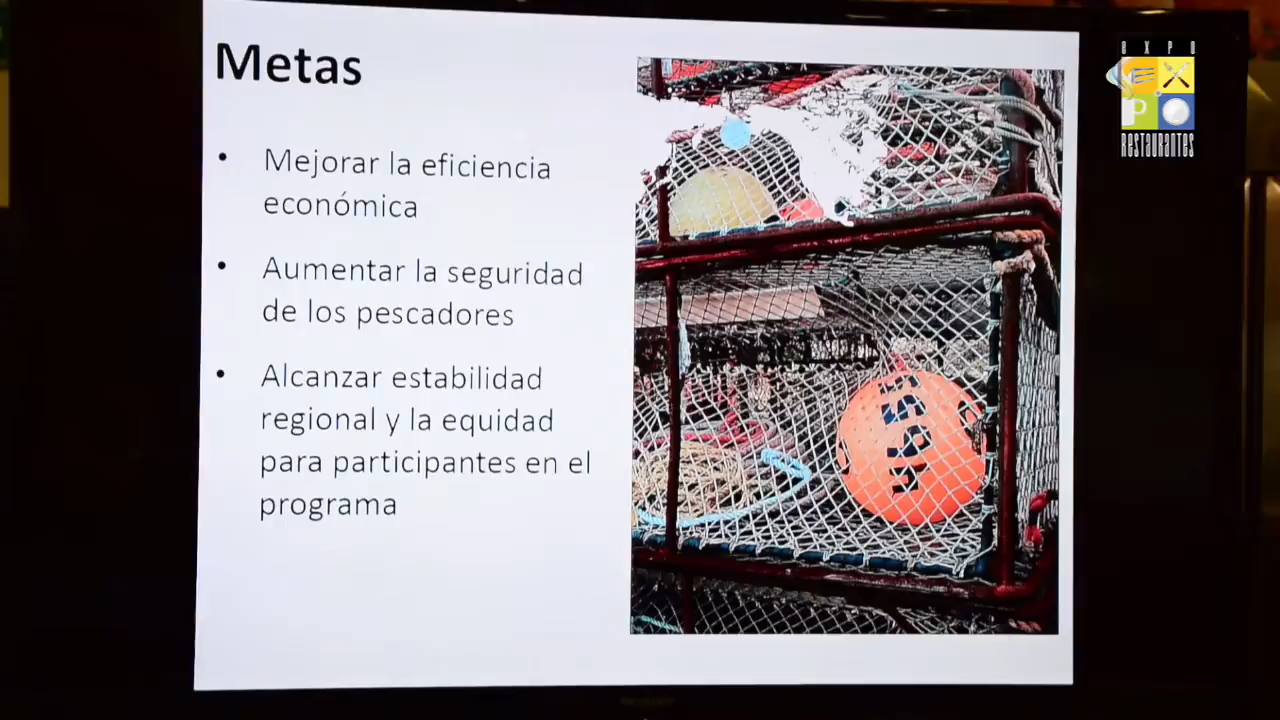 Metas
• Mejorar la eficiencia
económica
• Aumentar la seguridad
de los pescadores
• Alcanzar estabilidad
regional y la equidad
para participantes en el
programa
EXPO
PO
RESTAURANTES